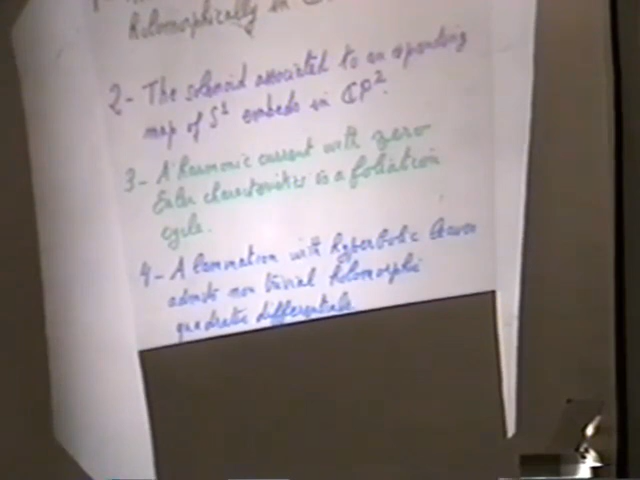 holomorphically in
2- The solenoid associated to an expanding
map of S¹ embeds in ℂP².
3- A harmonic current with zero
Euler characteristic is a foliation
cycle.
4- A lamination with hyperbolic leaves
admits non trivial holomorphic
quadratic differentials.